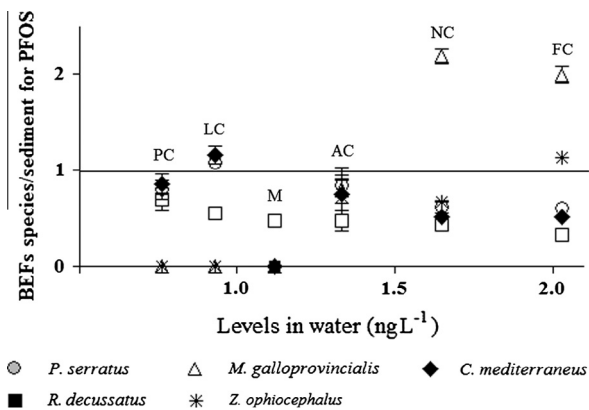 BEFs species/sediment for PFOS
2
1
0
PC
LC
M
AC
NC
FC
1.0 1.5 2.0
Levels in water (ngL⁻¹)
P. serratus M. galloprovincialis C. mediterraneus
R. decussatus Z. ophiocephalus